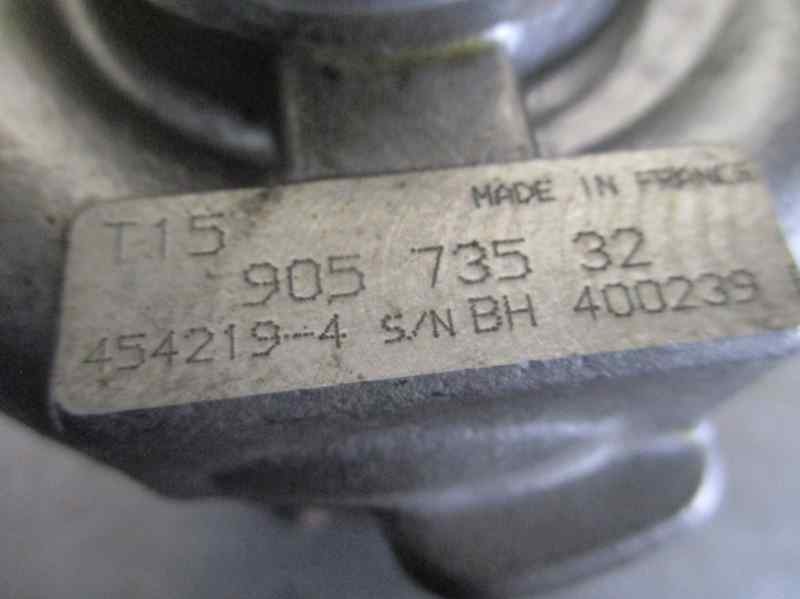 MADE IN FRANCE
T15
905 735 32
454219-4 S/N BH 400239